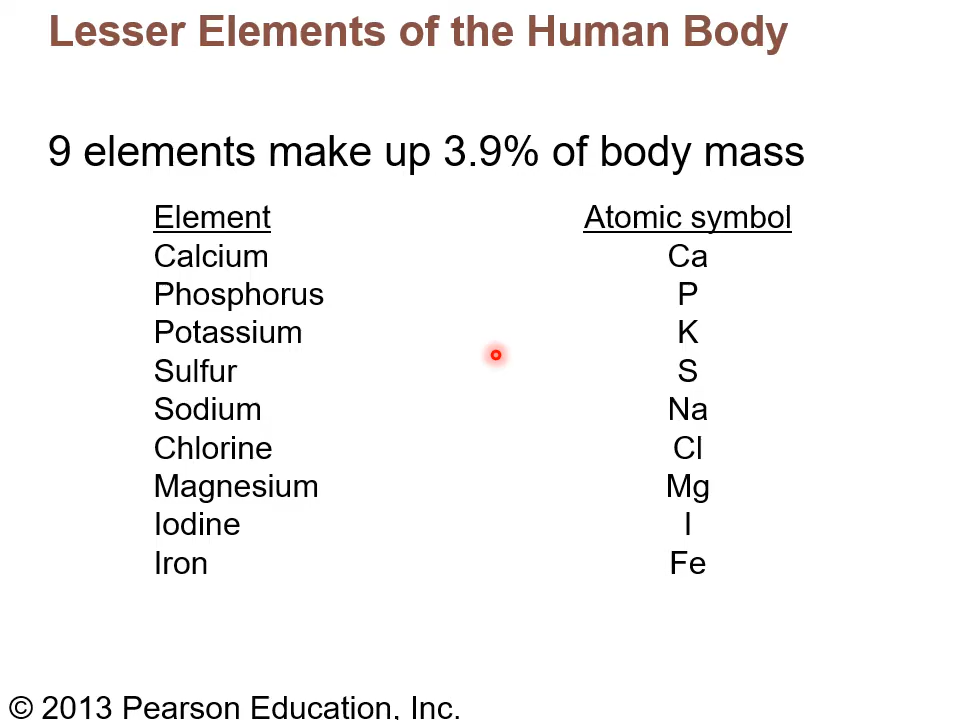 Lesser Elements of the Human Body
9 elements make up 3.9% of body mass
Element Atomic symbol
Calcium Ca
Phosphorus P
Potassium K
Sulfur S
Sodium Na
Chlorine Cl
Magnesium Mg
Iodine I
Iron Fe
© 2013 Pearson Education, Inc.